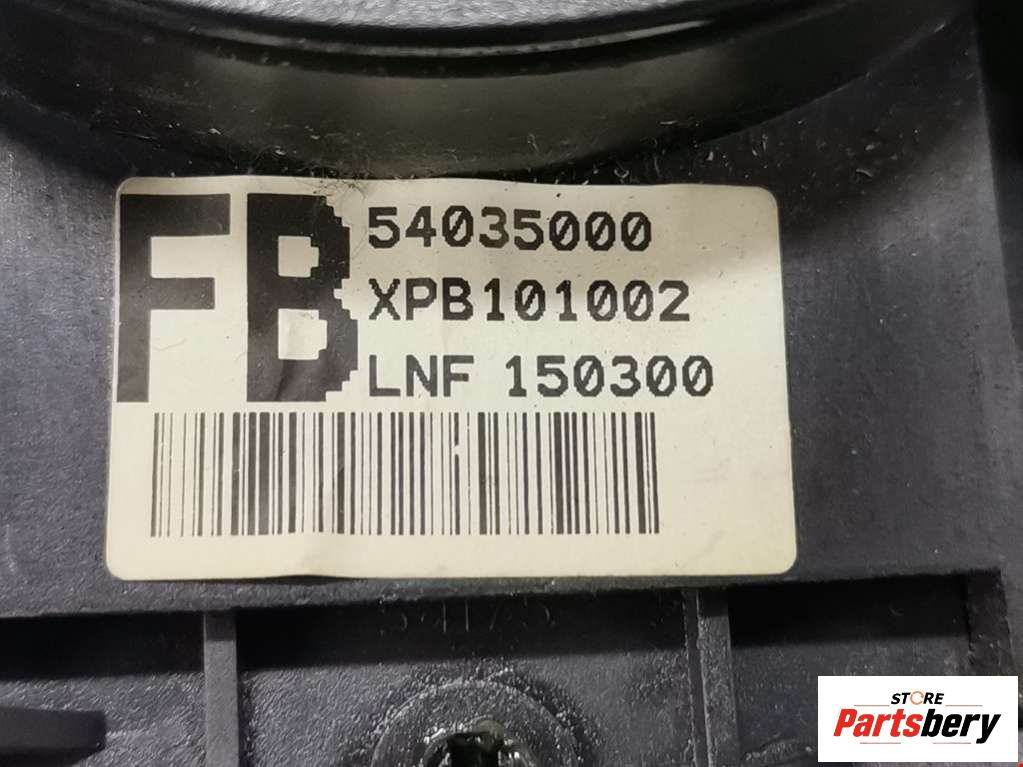 FB
54035000
XPB101002
LNF 150300
STORE
Partsbery